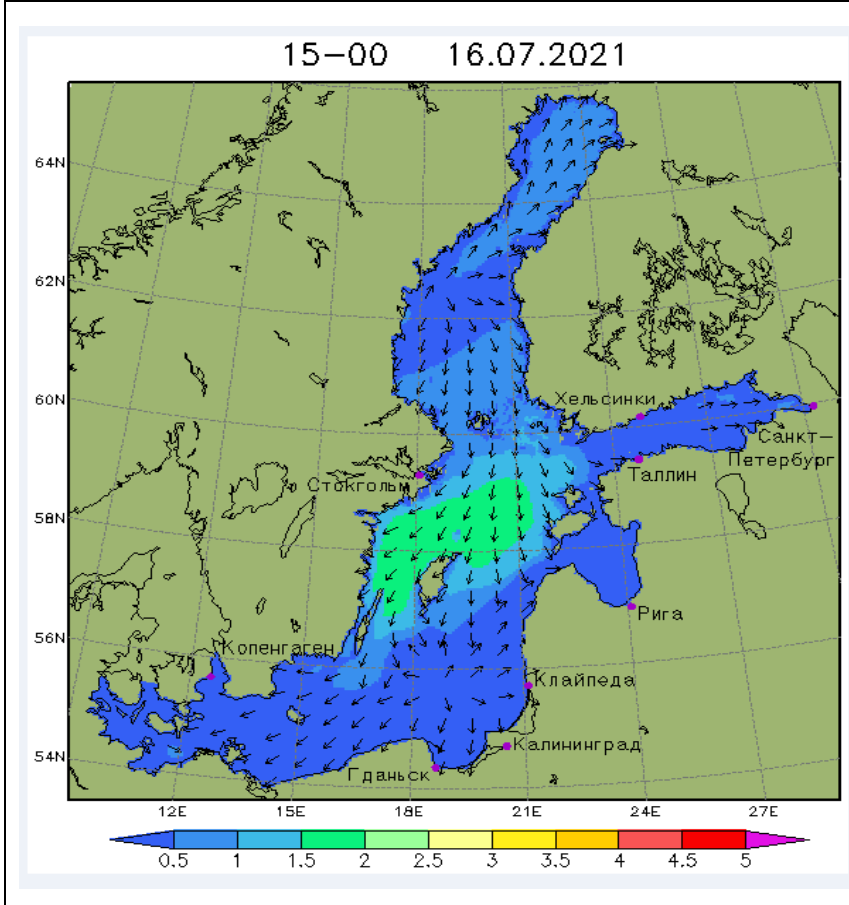 15-00 16.07.2021
64N
62N
60N
Хельсинки
Санкт-
Петербург
Таллин
Стокгольм
58N
Рига
56N
Копенгаген
Клайпеда
Калининград
54N
Гданьск
12E 15E 18E 21E 24E 27E
0.5 1 1.5 2 2.5 3 3.5 4 4.5 5